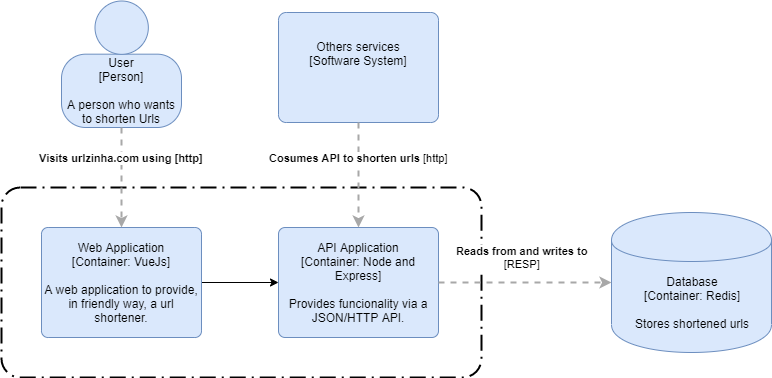 User
[Person]
A person who wants
to shorten Urls
Others services
[Software System]
Visits urlzinha.com using [http]
Cosumes API to shorten urls [http]
Web Application
[Container: VueJs]
A web application to provide,
in friendly way, a url
shortener.
API Application
[Container: Node and
Express]
Provides funcionality via a
JSON/HTTP API.
Reads from and writes to
[RESP]
Database
[Container: Redis]
Stores shortened urls